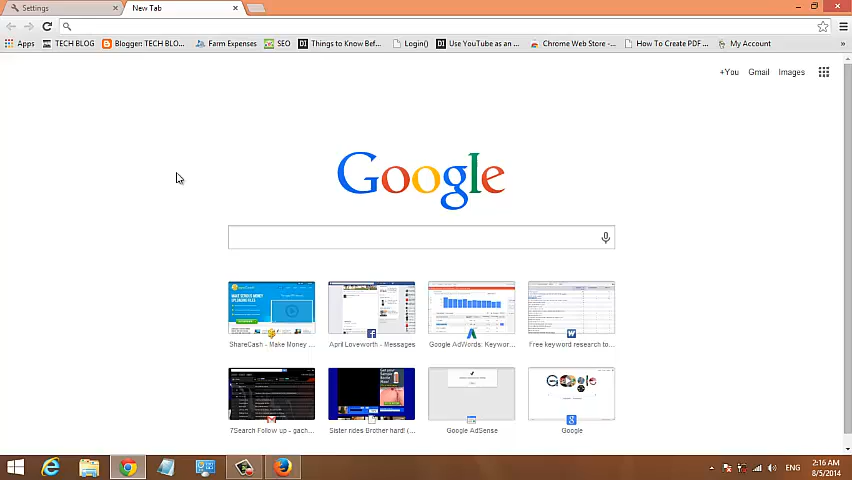 Settings
New Tab
Apps TECH BLOG Blogger: TECH BLO... Farm Expenses SEO Things to Know Bef... Login() Use YouTube as an ... Chrome Web Store - ... How To Create PDF ... My Account »
+You Gmail Images
Google
ShareCash - Make Money ... April Loveworth - Messages Google AdWords: Keywor... Free keyword research to...
7Search Follow up - gach... Sister rides Brother hard! (... Google AdSense Google
ENG 2:16 AM
8/5/2014